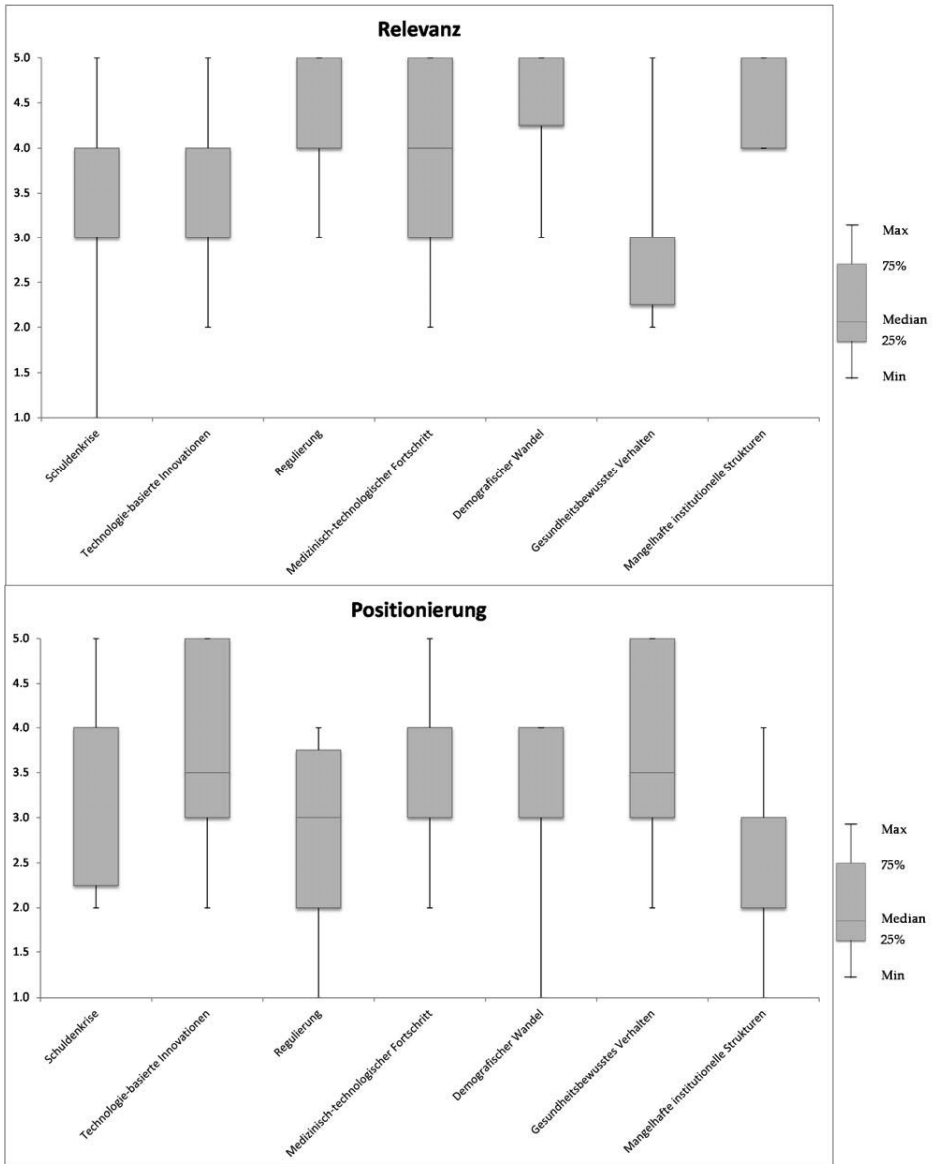 Relevanz
5.0
4.5
4.0
3.5
3.0
2.5
2.0
1.5
1.0
Schuldenkrise
Technologie-basierte Innovationen
Regulierung
Medizinisch-technologischer Fortschritt
Demografischer Wandel
Gesundheitsbewusstes Verhalten
Mangelhafte institutionelle Strukturen
Max
75%
Median
25%
Min
Positionierung
5.0
4.5
4.0
3.5
3.0
2.5
2.0
1.5
1.0
Schuldenkrise
Technologie-basierte Innovationen
Regulierung
Medizinisch-technologischer Fortschritt
Demografischer Wandel
Gesundheitsbewusstes Verhalten
Mangelhafte institutionelle Strukturen
Max
75%
Median
25%
Min